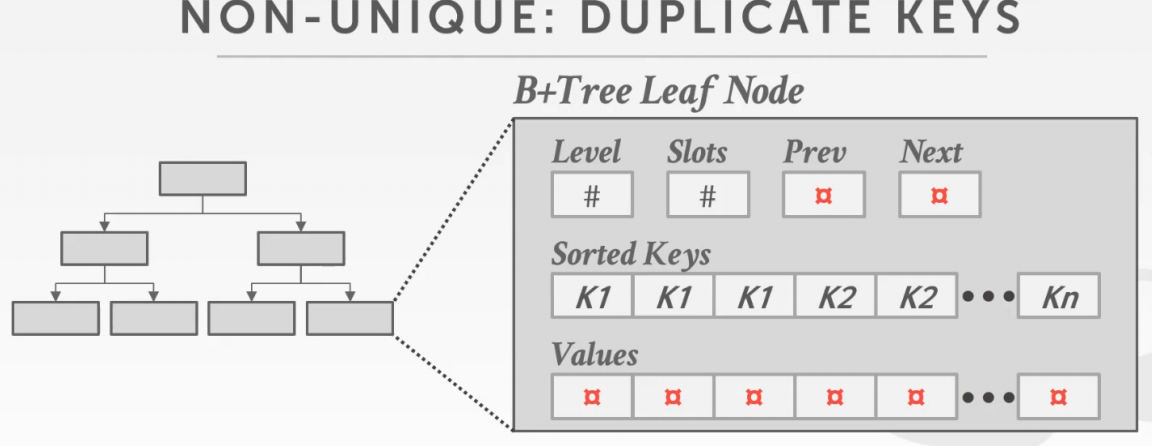 NON-UNIQUE: DUPLICATE KEYS
B+Tree Leaf Node
Level Slots Prev Next
# # ¤ ¤
Sorted Keys
K1 K1 K1 K2 K2 ••• Kn
Values
¤ ¤ ¤ ¤ ¤ ••• ¤